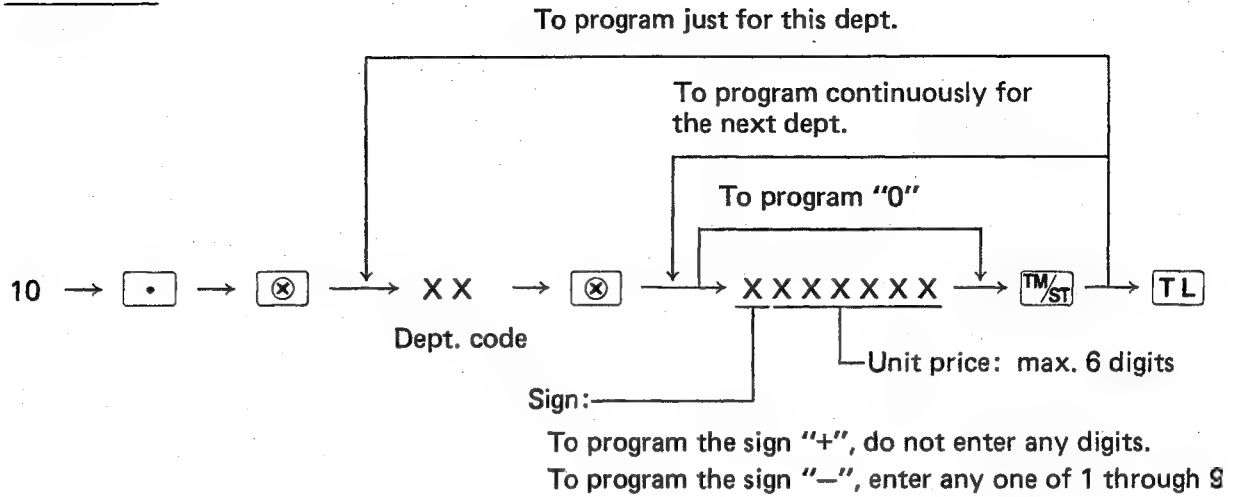 To program just for this dept.
To program continuously for
the next dept.
To program "0"
10 → • → ⊗ → XX → ⊗ → XXXXXXX → TM/ST → TL
Dept. code
Unit price: max. 6 digits
Sign:
To program the sign "+", do not enter any digits.
To program the sign "—", enter any one of 1 through 9